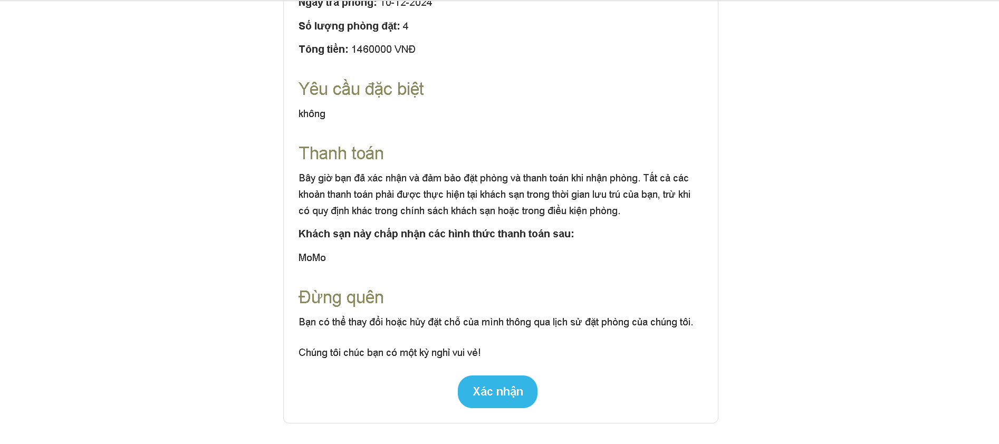 Ngày trả phòng: 10-12-2024
Số lượng phòng đặt: 4
Tông tiền: 1460000 VNĐ
Yêu cầu đặc biệt
không
Thanh toán
Bây giờ bạn đã xác nhận và đảm bảo đặt phòng và thanh toán khi nhận phòng. Tất cả các
khoản thanh toán phải được thực hiện tại khách sạn trong thời gian lưu trú của bạn, trừ khi
có quy định khác trong chính sách khách sạn hoặc trong điều kiện phòng.
Khách sạn này chấp nhận các hình thức thanh toán sau:
MoMo
Đừng quên
Bạn có thể thay đổi hoặc hủy đặt chỗ của mình thông qua lịch sử đặt phòng của chúng tôi.
Chúng tôi chúc bạn có một kỳ nghỉ vui vẻ!
Xác nhận